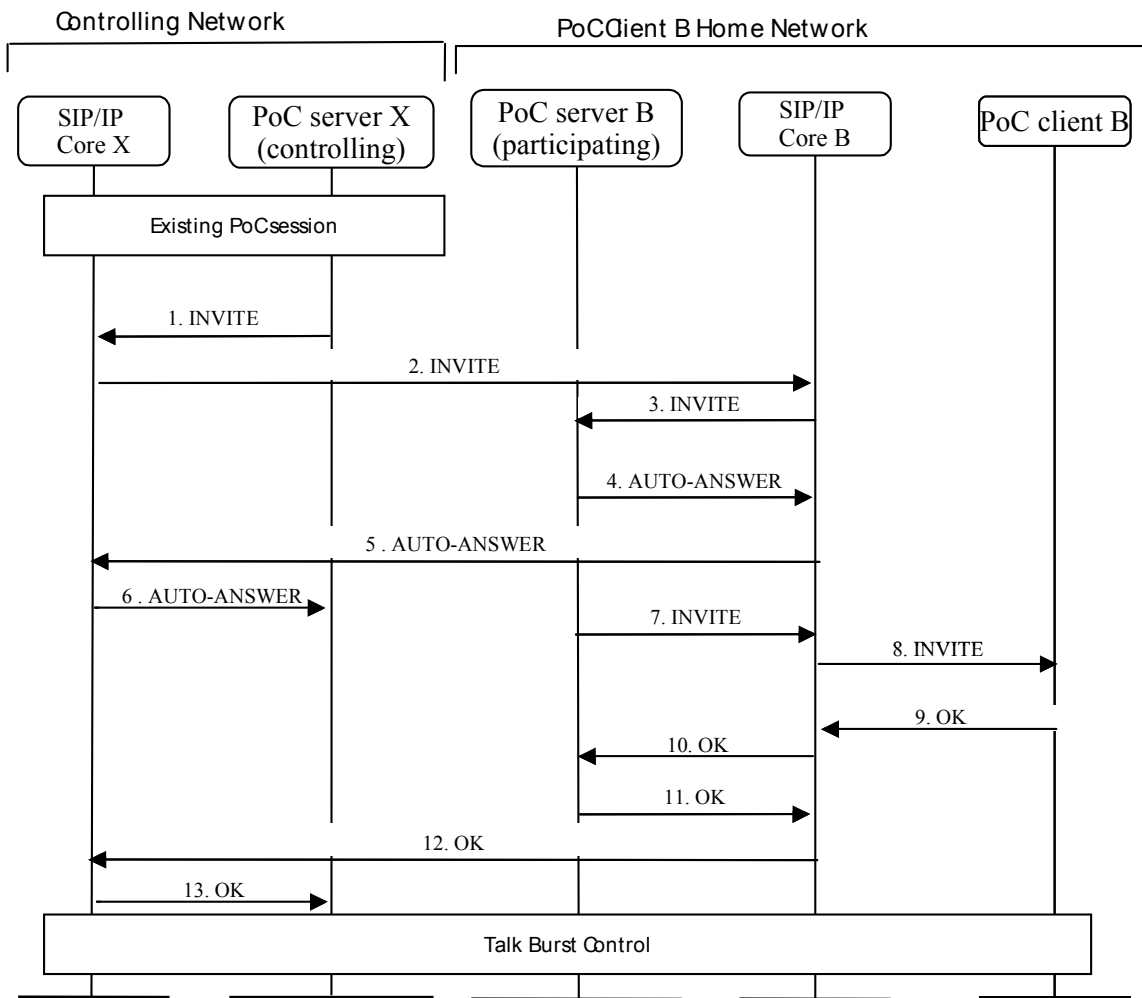 Controlling Network
PoCClient B Home Network
SIP/IP
Core X
PoC server X
(controlling)
PoC server B
(participating)
SIP/IP
Core B
PoC client B
Existing PoCsession
1. INVITE
2. INVITE
3. INVITE
4. AUTO-ANSWER
5 . AUTO-ANSWER
6 . AUTO-ANSWER
7. INVITE
8. INVITE
9. OK
10. OK
11. OK
12. OK
13. OK
Talk Burst Control